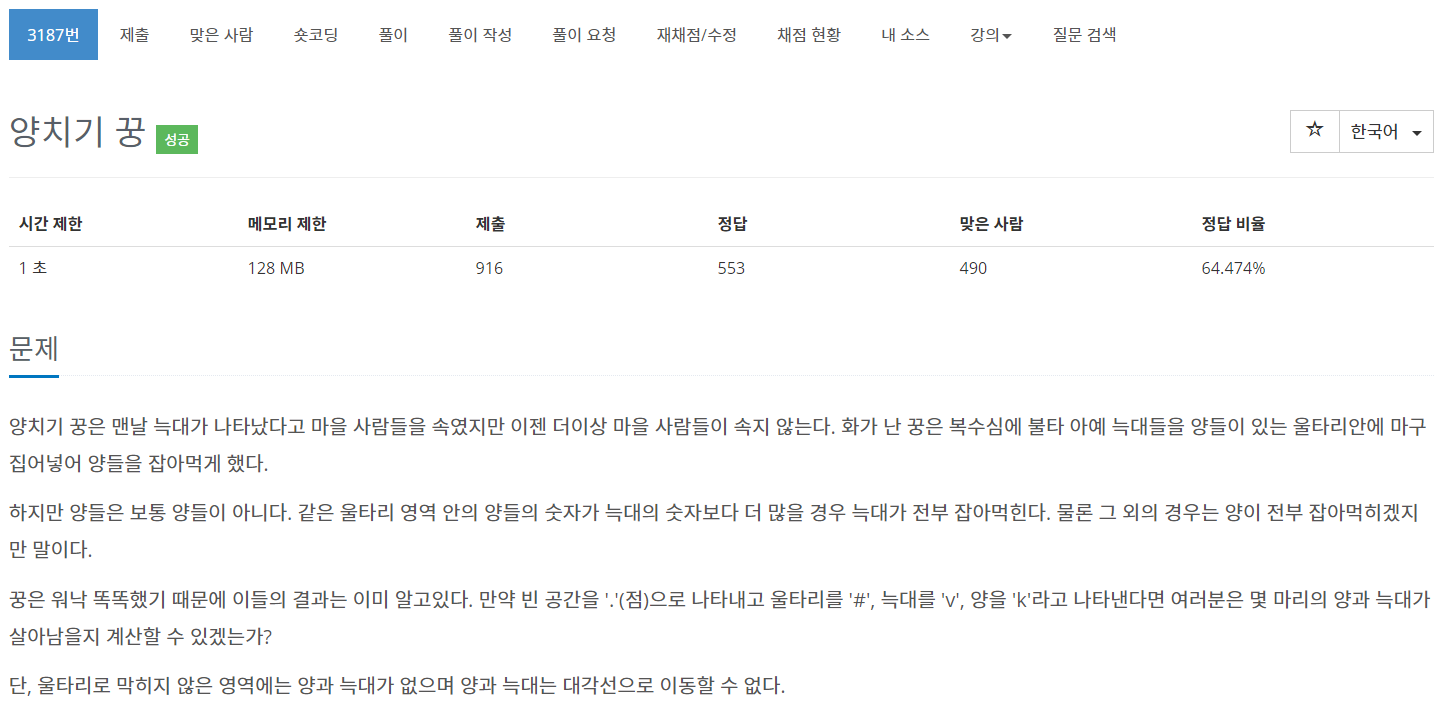 3187번 제출 맞은 사람 숏코딩 풀이 풀이 작성 풀이 요청 재채점/수정 채점 현황 내 소스 강의 질문 검색
양치기 꿍 성공 ☆ 한국어
시간 제한 메모리 제한 제출 정답 맞은 사람 정답 비율
1 초 128 MB 916 553 490 64.474%
문제
양치기 꿍은 맨날 늑대가 나타났다고 마을 사람들을 속였지만 이젠 더이상 마을 사람들이 속지 않는다. 화가 난 꿍은 복수심에 불타 아예 늑대들을 양들이 있는 울타리안에 마구
집어넣어 양들을 잡아먹게 했다.
하지만 양들은 보통 양들이 아니다. 같은 울타리 영역 안의 양들의 숫자가 늑대의 숫자보다 더 많을 경우 늑대가 전부 잡아먹힌다. 물론 그 외의 경우는 양이 전부 잡아먹히겠지
만 말이다.
꿍은 워낙 똑똑했기 때문에 이들의 결과는 이미 알고있다. 만약 빈 공간을 '.'(점)으로 나타내고 울타리를 '#', 늑대를 'v', 양을 'k'라고 나타낸다면 여러분은 몇 마리의 양과 늑대가
살아남을지 계산할 수 있겠는가?
단, 울타리로 막히지 않은 영역에는 양과 늑대가 없으며 양과 늑대는 대각선으로 이동할 수 없다.